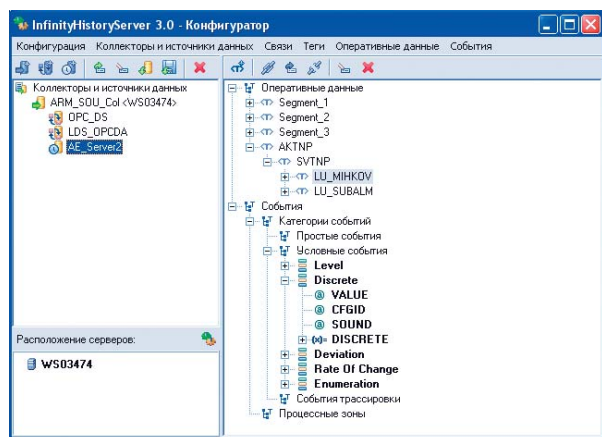 InfinityHistoryServer 3.0 - Конфигуратор
Конфигурация Коллекторы и источники данных Связи Теги Оперативные данные События
Коллекторы и источники данных
ARM_SOU_Col <WS03474>
OPC_DS
LDS_OPCDA
AE_Server2
Расположение серверов:
WS03474
Оперативные данные
Segment_1
Segment_2
Segment_3
AKTNP
SVTNP
LU_MIHKOV
LU_SUBALM
События
Категории событий
Простые события
Условные события
Level
Discrete
VALUE
CFGID
SOUND
DISCRETE
Deviation
Rate Of Change
Enumeration
События трассировки
Процессные зоны